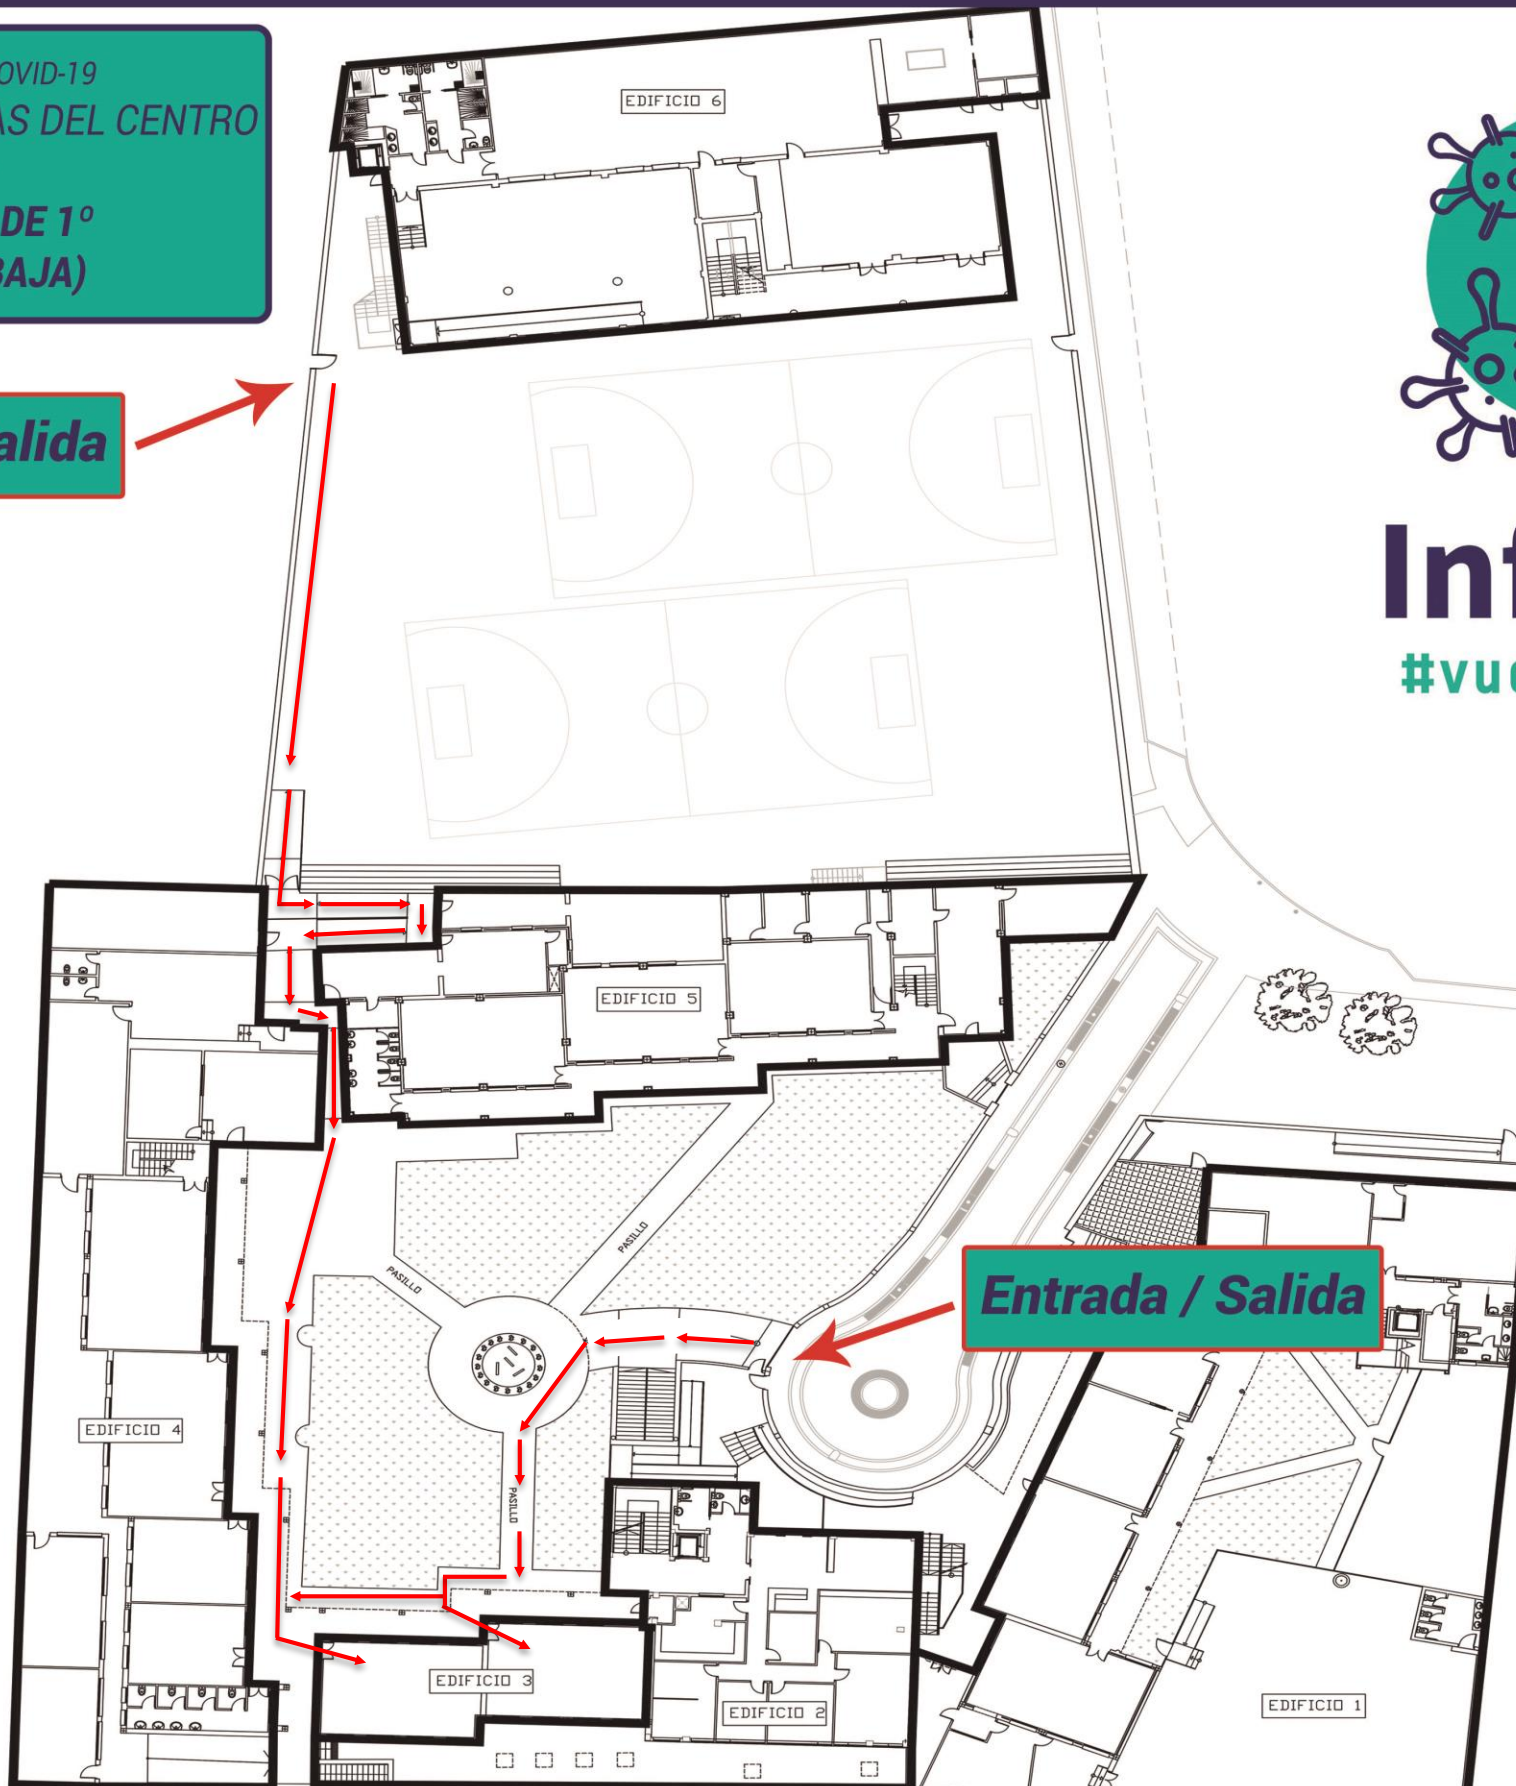 OVID-19
AS DEL CENTRO
DE 1º
BAJA)
EDIFICIO 6
alida
Inf
#vue
EDIFICIO 5
PASILLO
PASILLO
Entrada / Salida
EDIFICIO 4
PASILLO
EDIFICIO 3
EDIFICIO 2
EDIFICIO 1